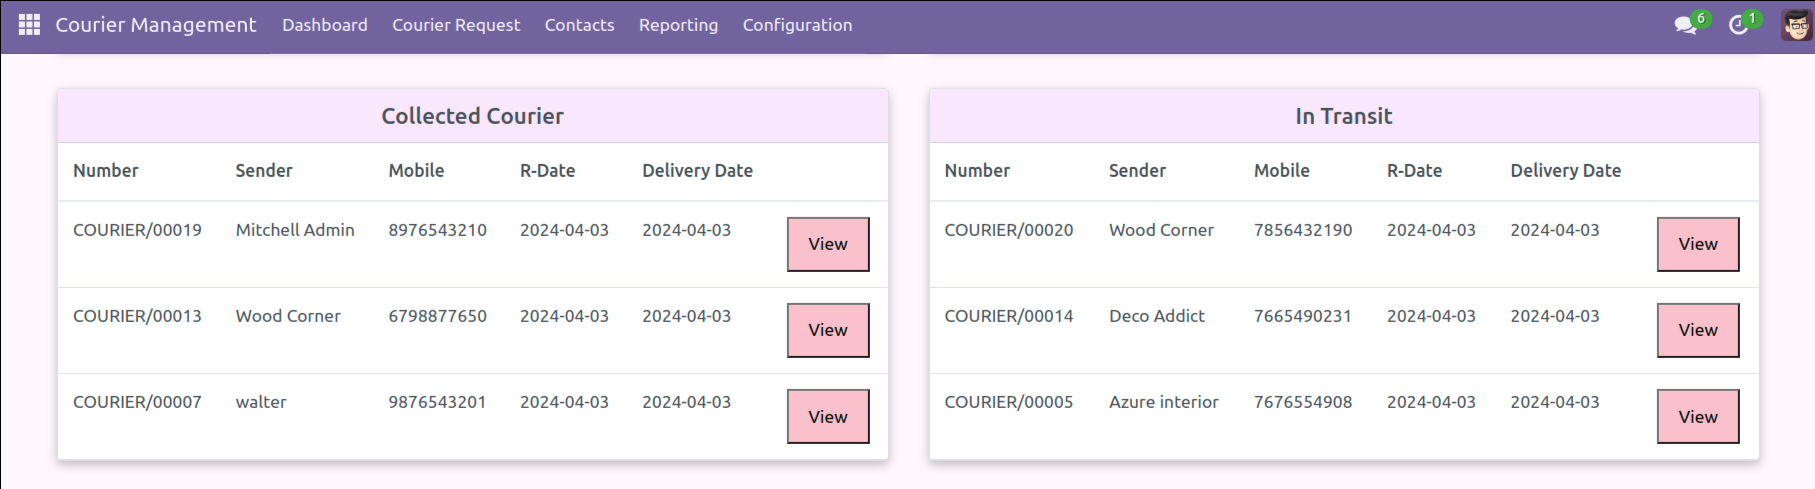 Courier Management Dashboard Courier Request Contacts Reporting Configuration 6 1
Collected Courier
Number Sender Mobile R-Date Delivery Date
COURIER/00019 Mitchell Admin 8976543210 2024-04-03 2024-04-03 View
COURIER/00013 Wood Corner 6798877650 2024-04-03 2024-04-03 View
COURIER/00007 walter 9876543201 2024-04-03 2024-04-03 View
In Transit
Number Sender Mobile R-Date Delivery Date
COURIER/00020 Wood Corner 7856432190 2024-04-03 2024-04-03 View
COURIER/00014 Deco Addict 7665490231 2024-04-03 2024-04-03 View
COURIER/00005 Azure interior 7676554908 2024-04-03 2024-04-03 View